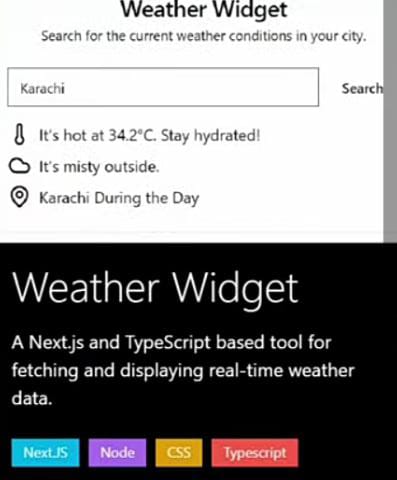 Weather Widget
Search for the current weather conditions in your city.
Karachi
Search
It's hot at 34.2°C. Stay hydrated!
It's misty outside.
Karachi During the Day
Weather Widget
A Next.js and TypeScript based tool for
fetching and displaying real-time weather
data.
Next.JS Node CSS Typescript